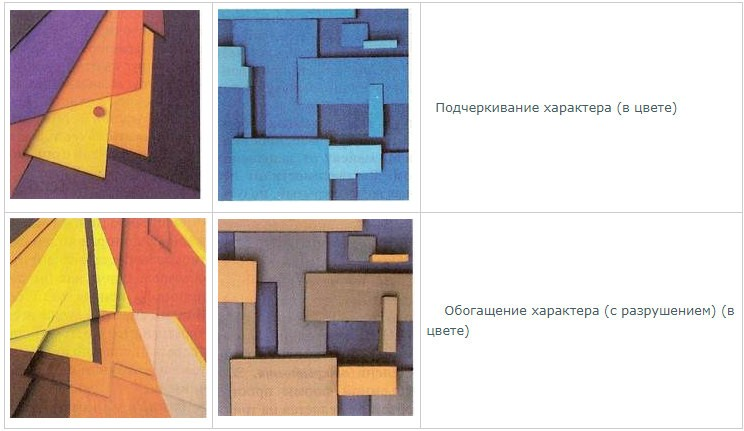 Подчеркивание характера (в цвете)
Обогащение характера (с разрушением) (в
цвете)